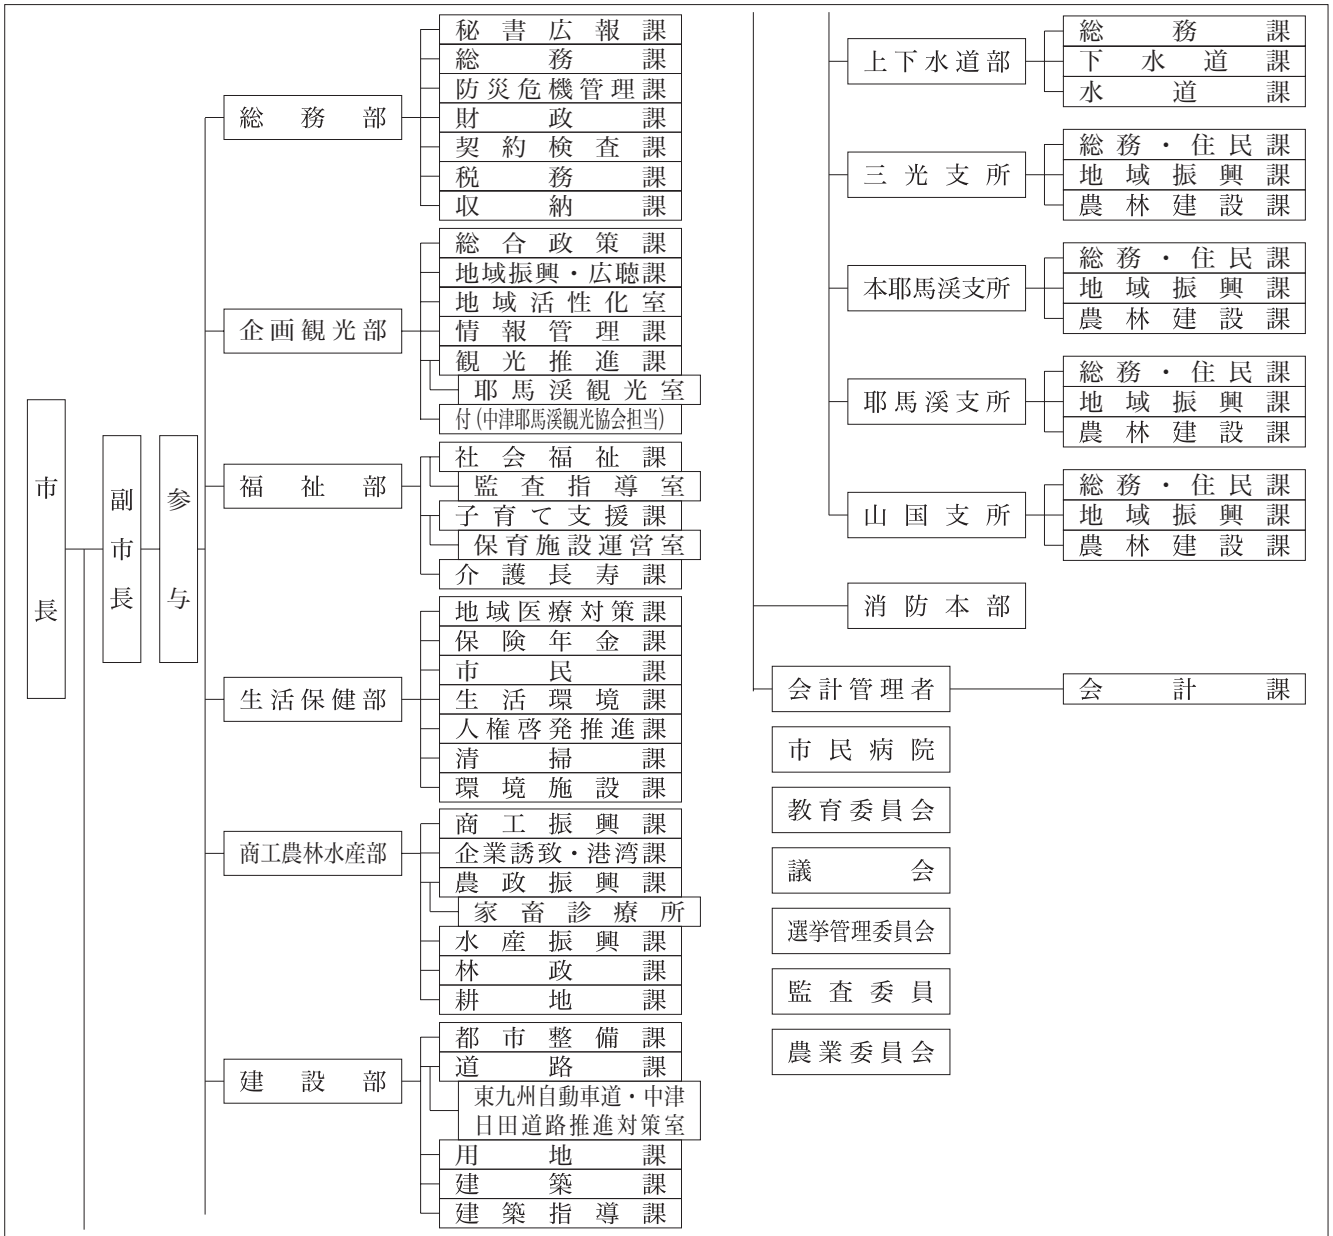 市長
副市長
参与
総務部
秘書広報課
総務課
防災危機管理課
財政課
契約検査課
税務課
収納課
企画観光部
総合政策課
地域振興・広聴課
地域活性化室
情報管理課
観光推進課
耶馬渓観光室
付(中津耶馬渓観光協会担当)
福祉部
社会福祉課
監査指導室
子育て支援課
保育施設運営室
介護長寿課
生活保健部
地域医療対策課
保険年金課
市民課
生活環境課
人権啓発推進課
清掃課
環境施設課
商工農林水産部
商工振興課
企業誘致・港湾課
農政振興課
家畜診療所
水産振興課
林政課
耕地課
建設部
都市整備課
道路課
東九州自動車道・中津
日田道路推進対策室
用地課
建築課
建築指導課
上下水道部
総務課
下水道課
水道課
三光支所
総務・住民課
地域振興課
農林建設課
本耶馬渓支所
総務・住民課
地域振興課
農林建設課
耶馬渓支所
総務・住民課
地域振興課
農林建設課
山国支所
総務・住民課
地域振興課
農林建設課
消防本部
会計管理者
会計課
市民病院
教育委員会
議会
選挙管理委員会
監査委員
農業委員会